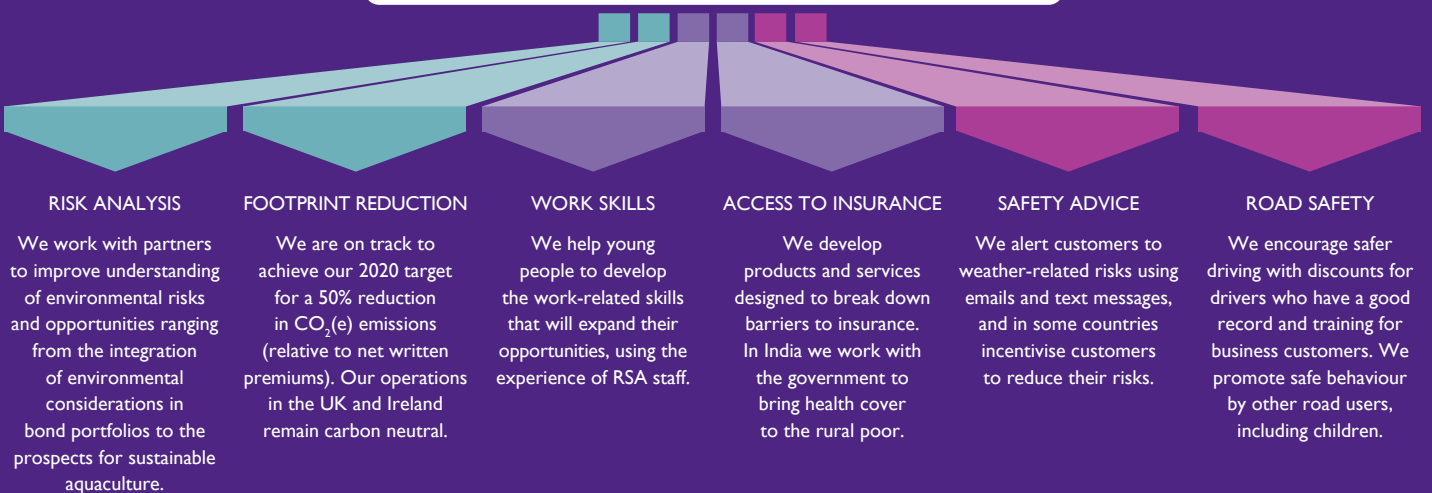 RISK ANALYSIS
We work with partners
to improve understanding
of environmental risks
and opportunities ranging
from the integration
of environmental
considerations in
bond portfolios to the
prospects for sustainable
aquaculture.
FOOTPRINT REDUCTION
We are on track to
achieve our 2020 target
for a 50% reduction
in CO₂(e) emissions
(relative to net written
premiums). Our operations
in the UK and Ireland
remain carbon neutral.
WORK SKILLS
We help young
people to develop
the work-related skills
that will expand their
opportunities, using the
experience of RSA staff.
ACCESS TO INSURANCE
We develop
products and services
designed to break down
barriers to insurance.
In India we work with
the government to
bring health cover
to the rural poor.
SAFETY ADVICE
We alert customers to
weather-related risks using
emails and text messages,
and in some countries
incentivise customers
to reduce their risks.
ROAD SAFETY
We encourage safer
driving with discounts for
drivers who have a good
record and training for
business customers. We
promote safe behaviour
by other road users,
including children.